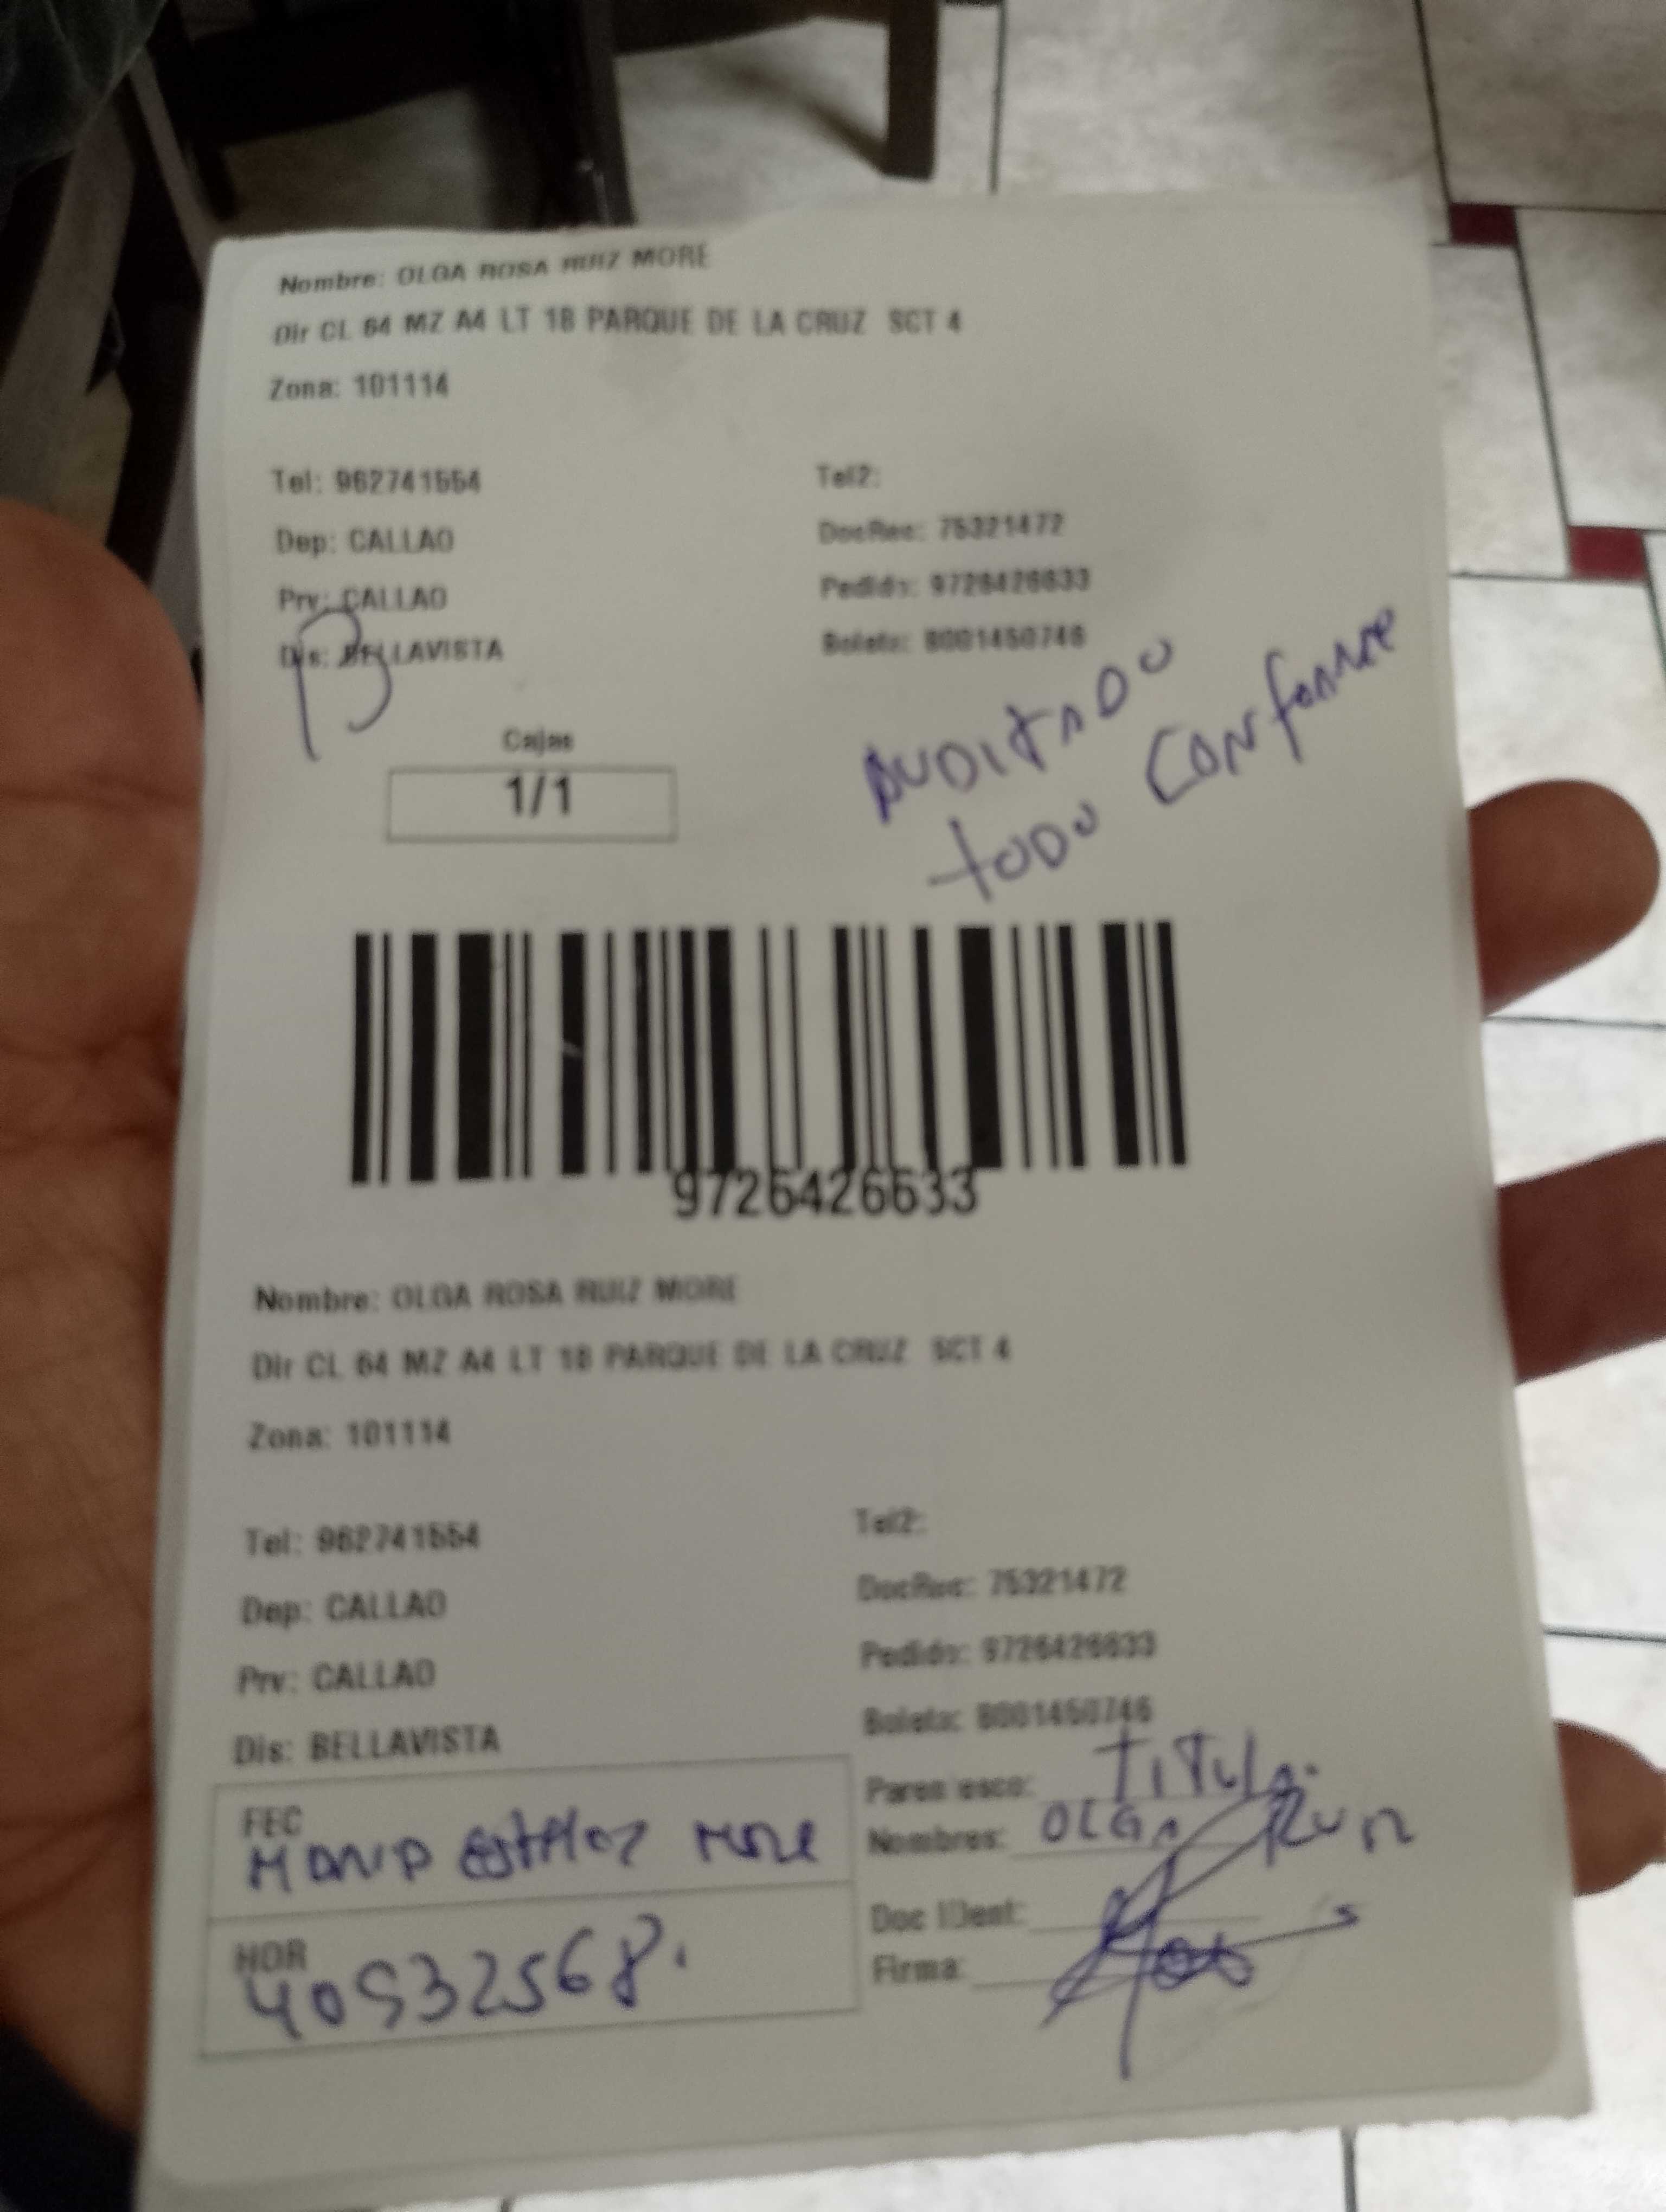 Nombre: OLGA ROSA RUIZ MORE
Dir CL 64 MZ A4 LT 18 PARQUE DE LA CRUZ SCT 4
Zona: 101114
Tel: 962741554 Tel2:
Dep: CALLAO DocRec: 75321472
Prv: CALLAO Pedido: 9726426633
Dis: BELLAVISTA Boleta: 8001450746
13
AUDITADO
TODO CONFORME
Cajas
1/1
9726426633
Nombre: OLGA ROSA RUIZ MORE
Dir CL 64 MZ A4 LT 18 PARQUE DE LA CRUZ SCT 4
Zona: 101114
Tel: 962741554 Tel2:
Dep: CALLAO DocRec: 75321472
Prv: CALLAO Pedido: 9726426633
Dis: BELLAVISTA Boleta: 8001450746
FEC
HOR
40932568.
Parentesco: Titular
Nombres: OLGA
Doc IDent:
Firma: